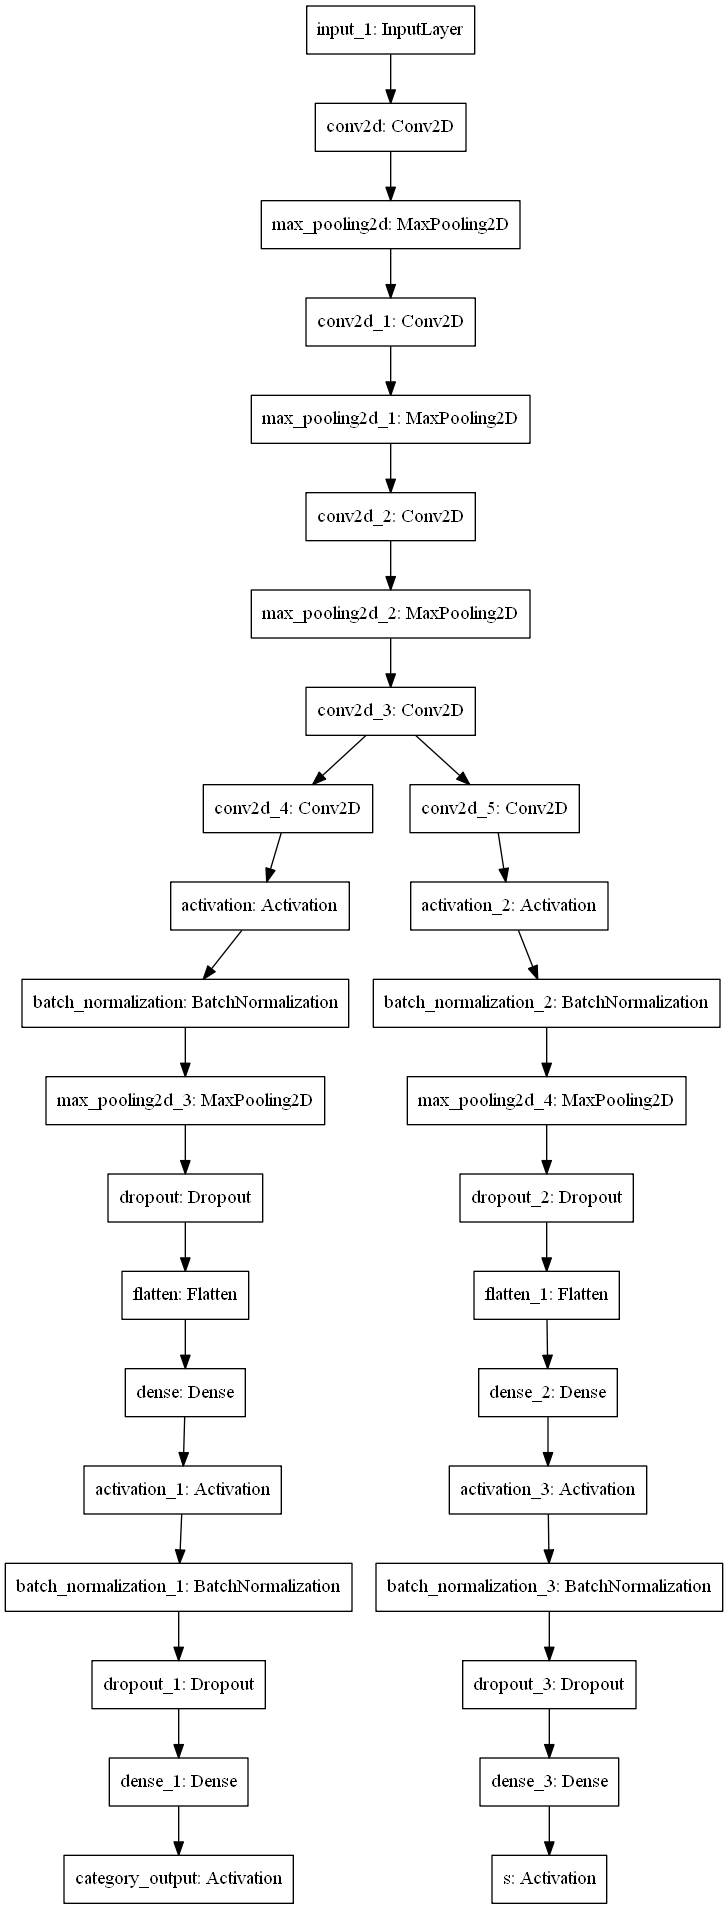 input_1: InputLayer
conv2d: Conv2D
max_pooling2d: MaxPooling2D
conv2d_1: Conv2D
max_pooling2d_1: MaxPooling2D
conv2d_2: Conv2D
max_pooling2d_2: MaxPooling2D
conv2d_3: Conv2D
conv2d_4: Conv2D
conv2d_5: Conv2D
activation: Activation
activation_2: Activation
batch_normalization: BatchNormalization
batch_normalization_2: BatchNormalization
max_pooling2d_3: MaxPooling2D
max_pooling2d_4: MaxPooling2D
dropout: Dropout
dropout_2: Dropout
flatten: Flatten
flatten_1: Flatten
dense: Dense
dense_2: Dense
activation_1: Activation
activation_3: Activation
batch_normalization_1: BatchNormalization
batch_normalization_3: BatchNormalization
dropout_1: Dropout
dropout_3: Dropout
dense_1: Dense
dense_3: Dense
category_output: Activation
s: Activation